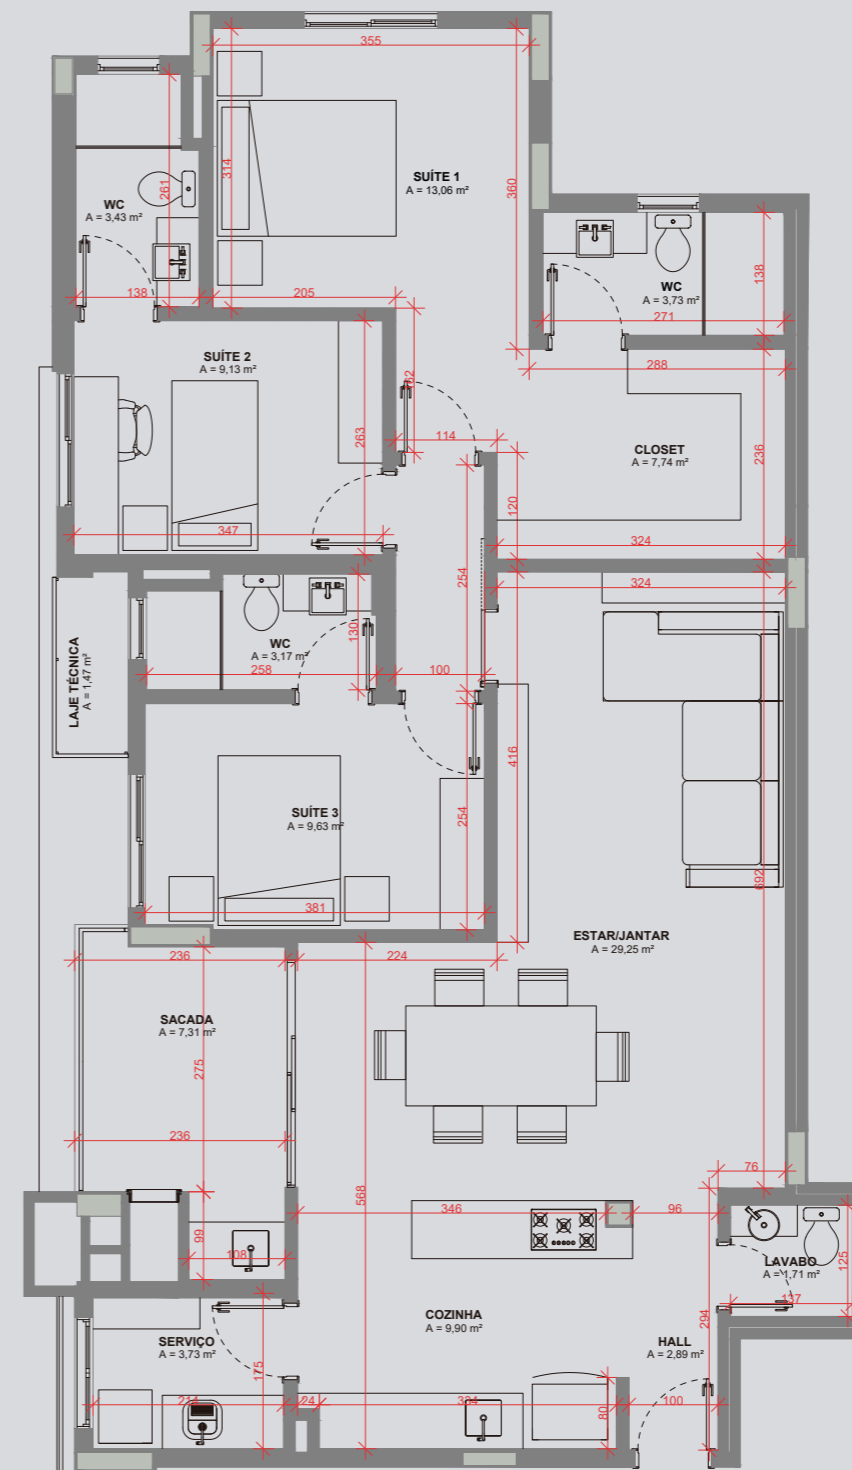 355
314
360
SUÍTE 1
A = 13,06 m²
261
WC
A = 3,43 m²
138
205
WC
A = 3,73 m²
138
271
SUÍTE 2
A = 9,13 m²
263
347
114
288
CLOSET
A = 7,74 m²
236
120
324
324
254
WC
A = 3,17 m²
130
258
100
LAJE TÉCNICA
A = 1,47 m²
416
SUÍTE 3
A = 9,63 m²
254
381
692
ESTAR/JANTAR
A = 29,25 m²
236
224
SACADA
A = 7,31 m²
275
236
76
568
346
96
99
108
LAVABO
A = 1,71 m²
125
137
294
COZINHA
A = 9,90 m²
HALL
A = 2,89 m²
SERVIÇO
A = 3,73 m²
175
214
24
324
80
100